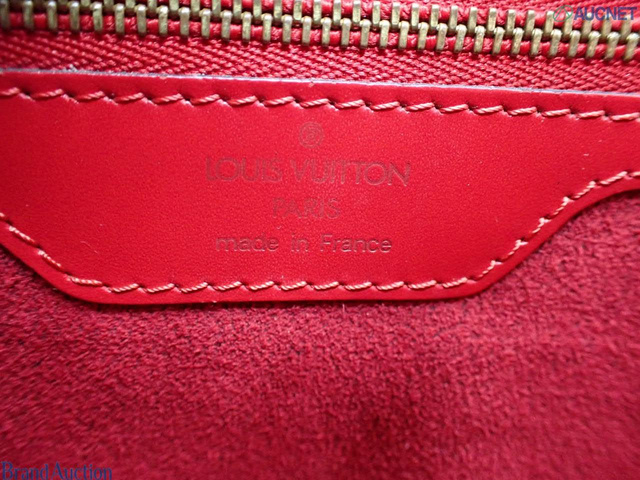 AUCNET
®
LOUIS VUITTON
PARIS
made in France
Brand Auction